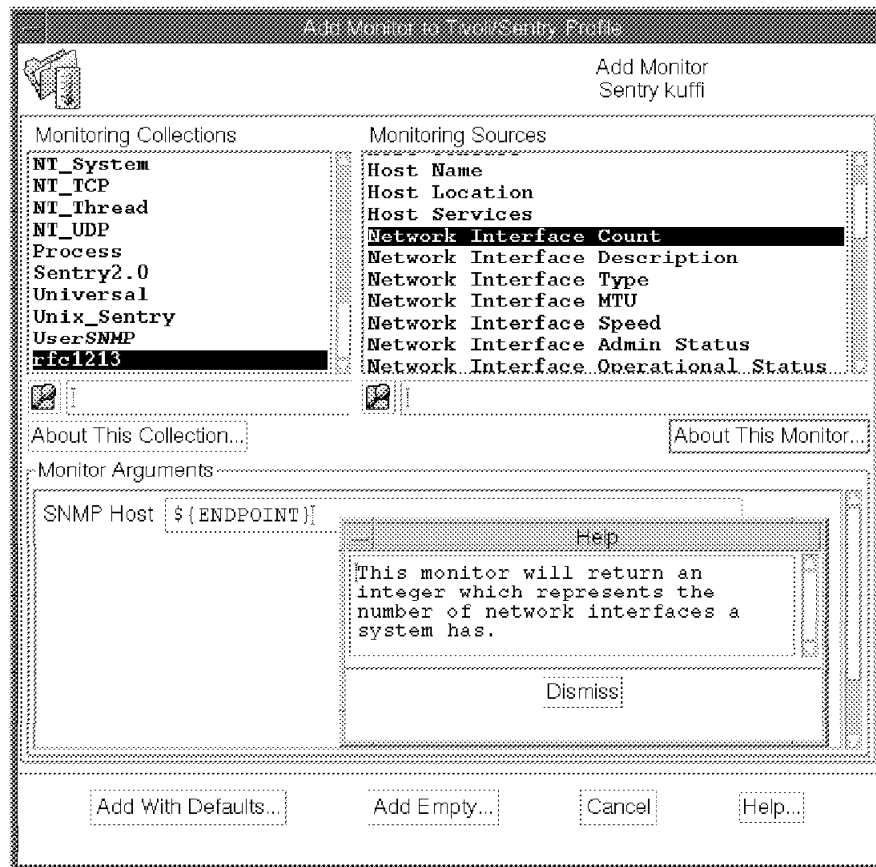 Add Monitor to Tivoli/Sentry Profile
Add Monitor
Sentry kuffi
Monitoring Collections
NT_System
NT_TCP
NT_Thread
NT_UDP
Process
Sentry2.0
Universal
Unix_Sentry
UserSNMP
rfc1213
Monitoring Sources
Host Name
Host Location
Host Services
Network Interface Count
Network Interface Description
Network Interface Type
Network Interface MTU
Network Interface Speed
Network Interface Admin Status
Network Interface Operational Status
About This Collection...
About This Monitor...
Monitor Arguments
SNMP Host ${ENDPOINT}
Help
This monitor will return an
integer which represents the
number of network interfaces a
system has.
Dismiss
Add With Defaults... Add Empty... Cancel Help...